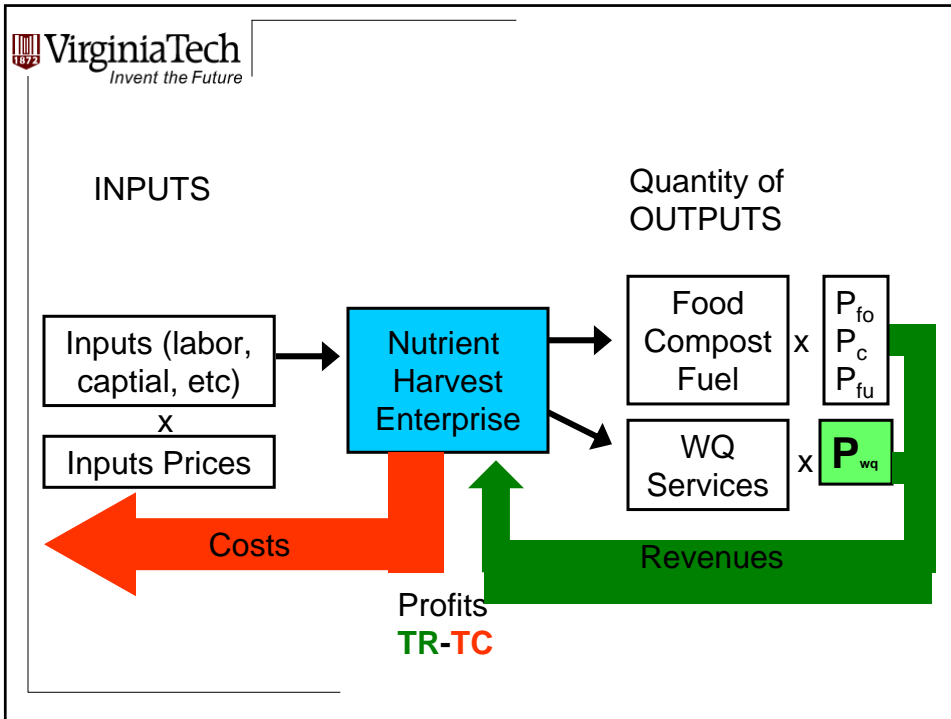 1872
VirginiaTech
Invent the Future
INPUTS
Quantity of
OUTPUTS
Inputs (labor,
captial, etc)
x
Inputs Prices
Nutrient
Harvest
Enterprise
Food
Compost
Fuel
x
Pfo
Pc
Pfu
WQ
Services
x
Pwq
Costs
Revenues
Profits
TR-TC